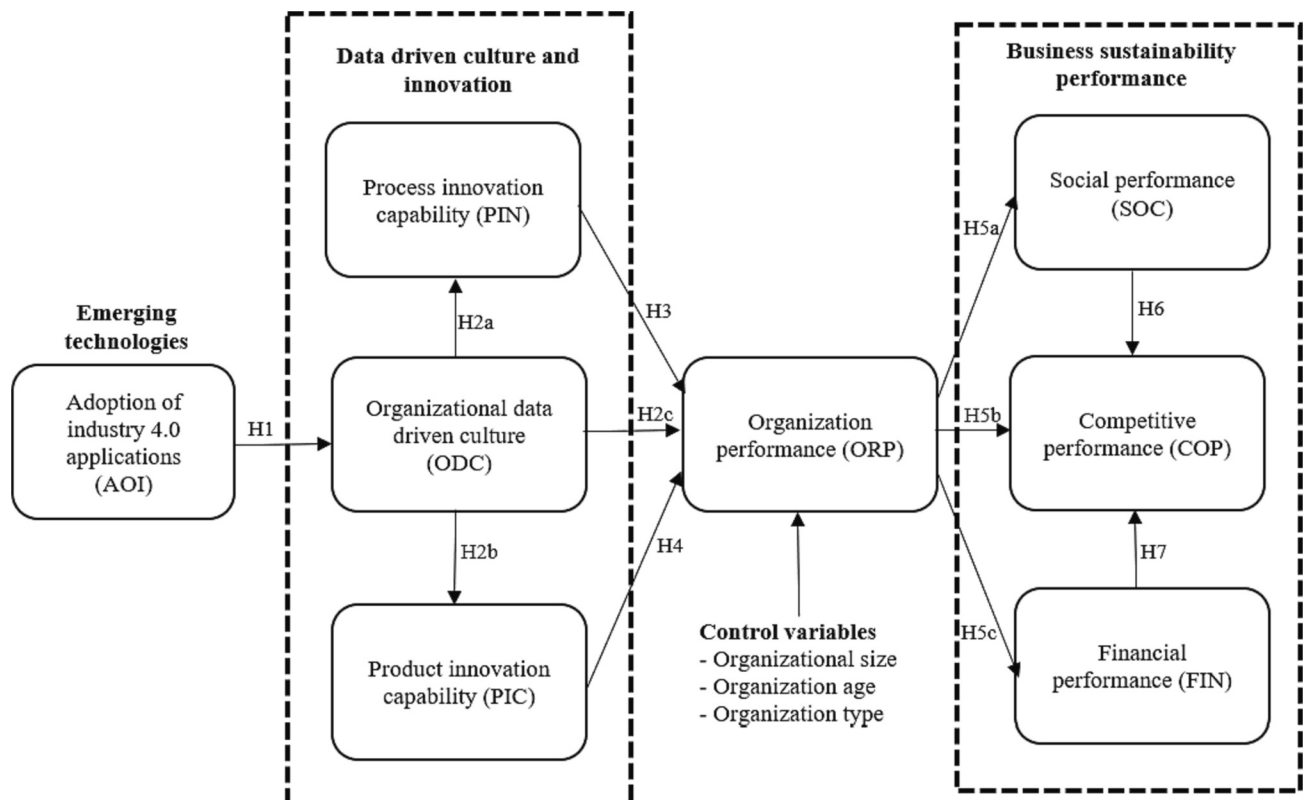 Data driven culture and
innovation
Business sustainability
performance
Process innovation
capability (PIN)
Social performance
(SOC)
H5a
H3
H2a
H6
Emerging
technologies
Adoption of
industry 4.0
applications
(AOI)
H1
Organizational data
driven culture
(ODC)
H2c
Organization
performance (ORP)
H5b
Competitive
performance (COP)
H2b
H4
H7
Control variables
- Organizational size
- Organization age
- Organization type
H5c
Product innovation
capability (PIC)
Financial
performance (FIN)